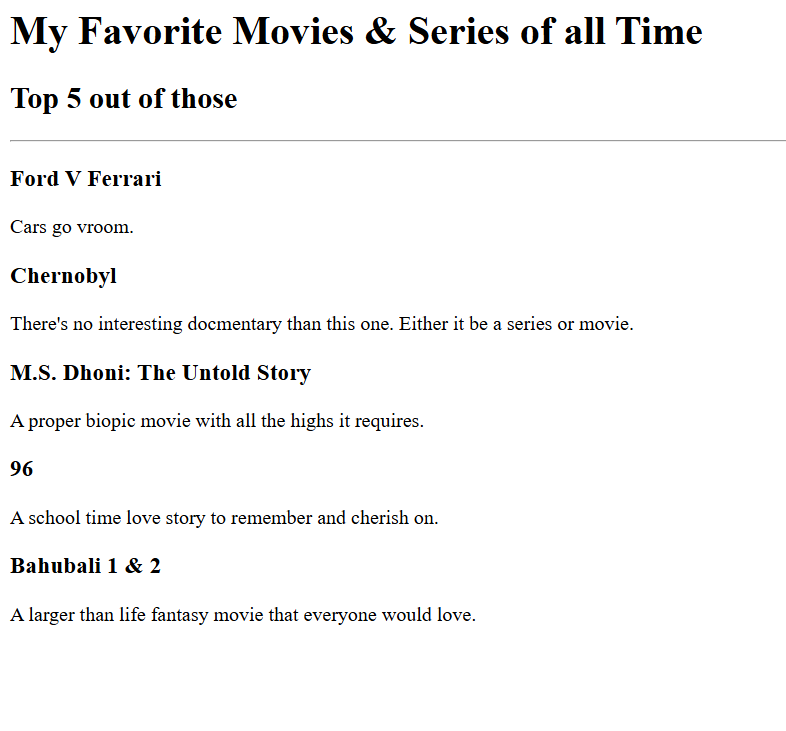 My Favorite Movies & Series of all Time
Top 5 out of those
Ford V Ferrari
Cars go vroom.
Chernobyl
There's no interesting docmentary than this one. Either it be a series or movie.
M.S. Dhoni: The Untold Story
A proper biopic movie with all the highs it requires.
96
A school time love story to remember and cherish on.
Bahubali 1 & 2
A larger than life fantasy movie that everyone would love.